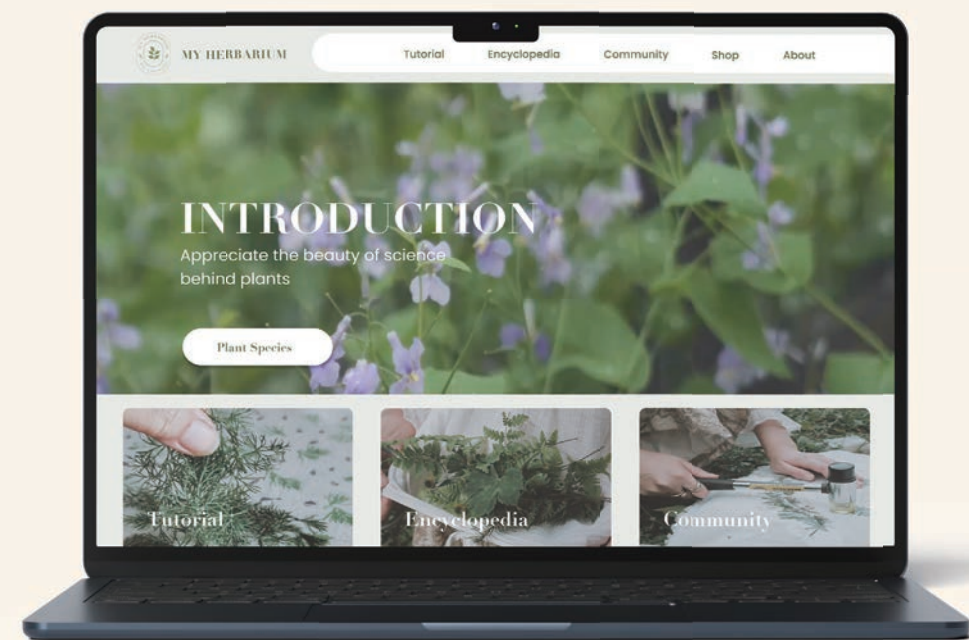 MY HERBARIUM
Tutorial
Encyclopedia
Community
Shop
About
INTRODUCTION
Appreciate the beauty of science
behind plants
Plant Species
Tutorial
Encyclopedia
Community